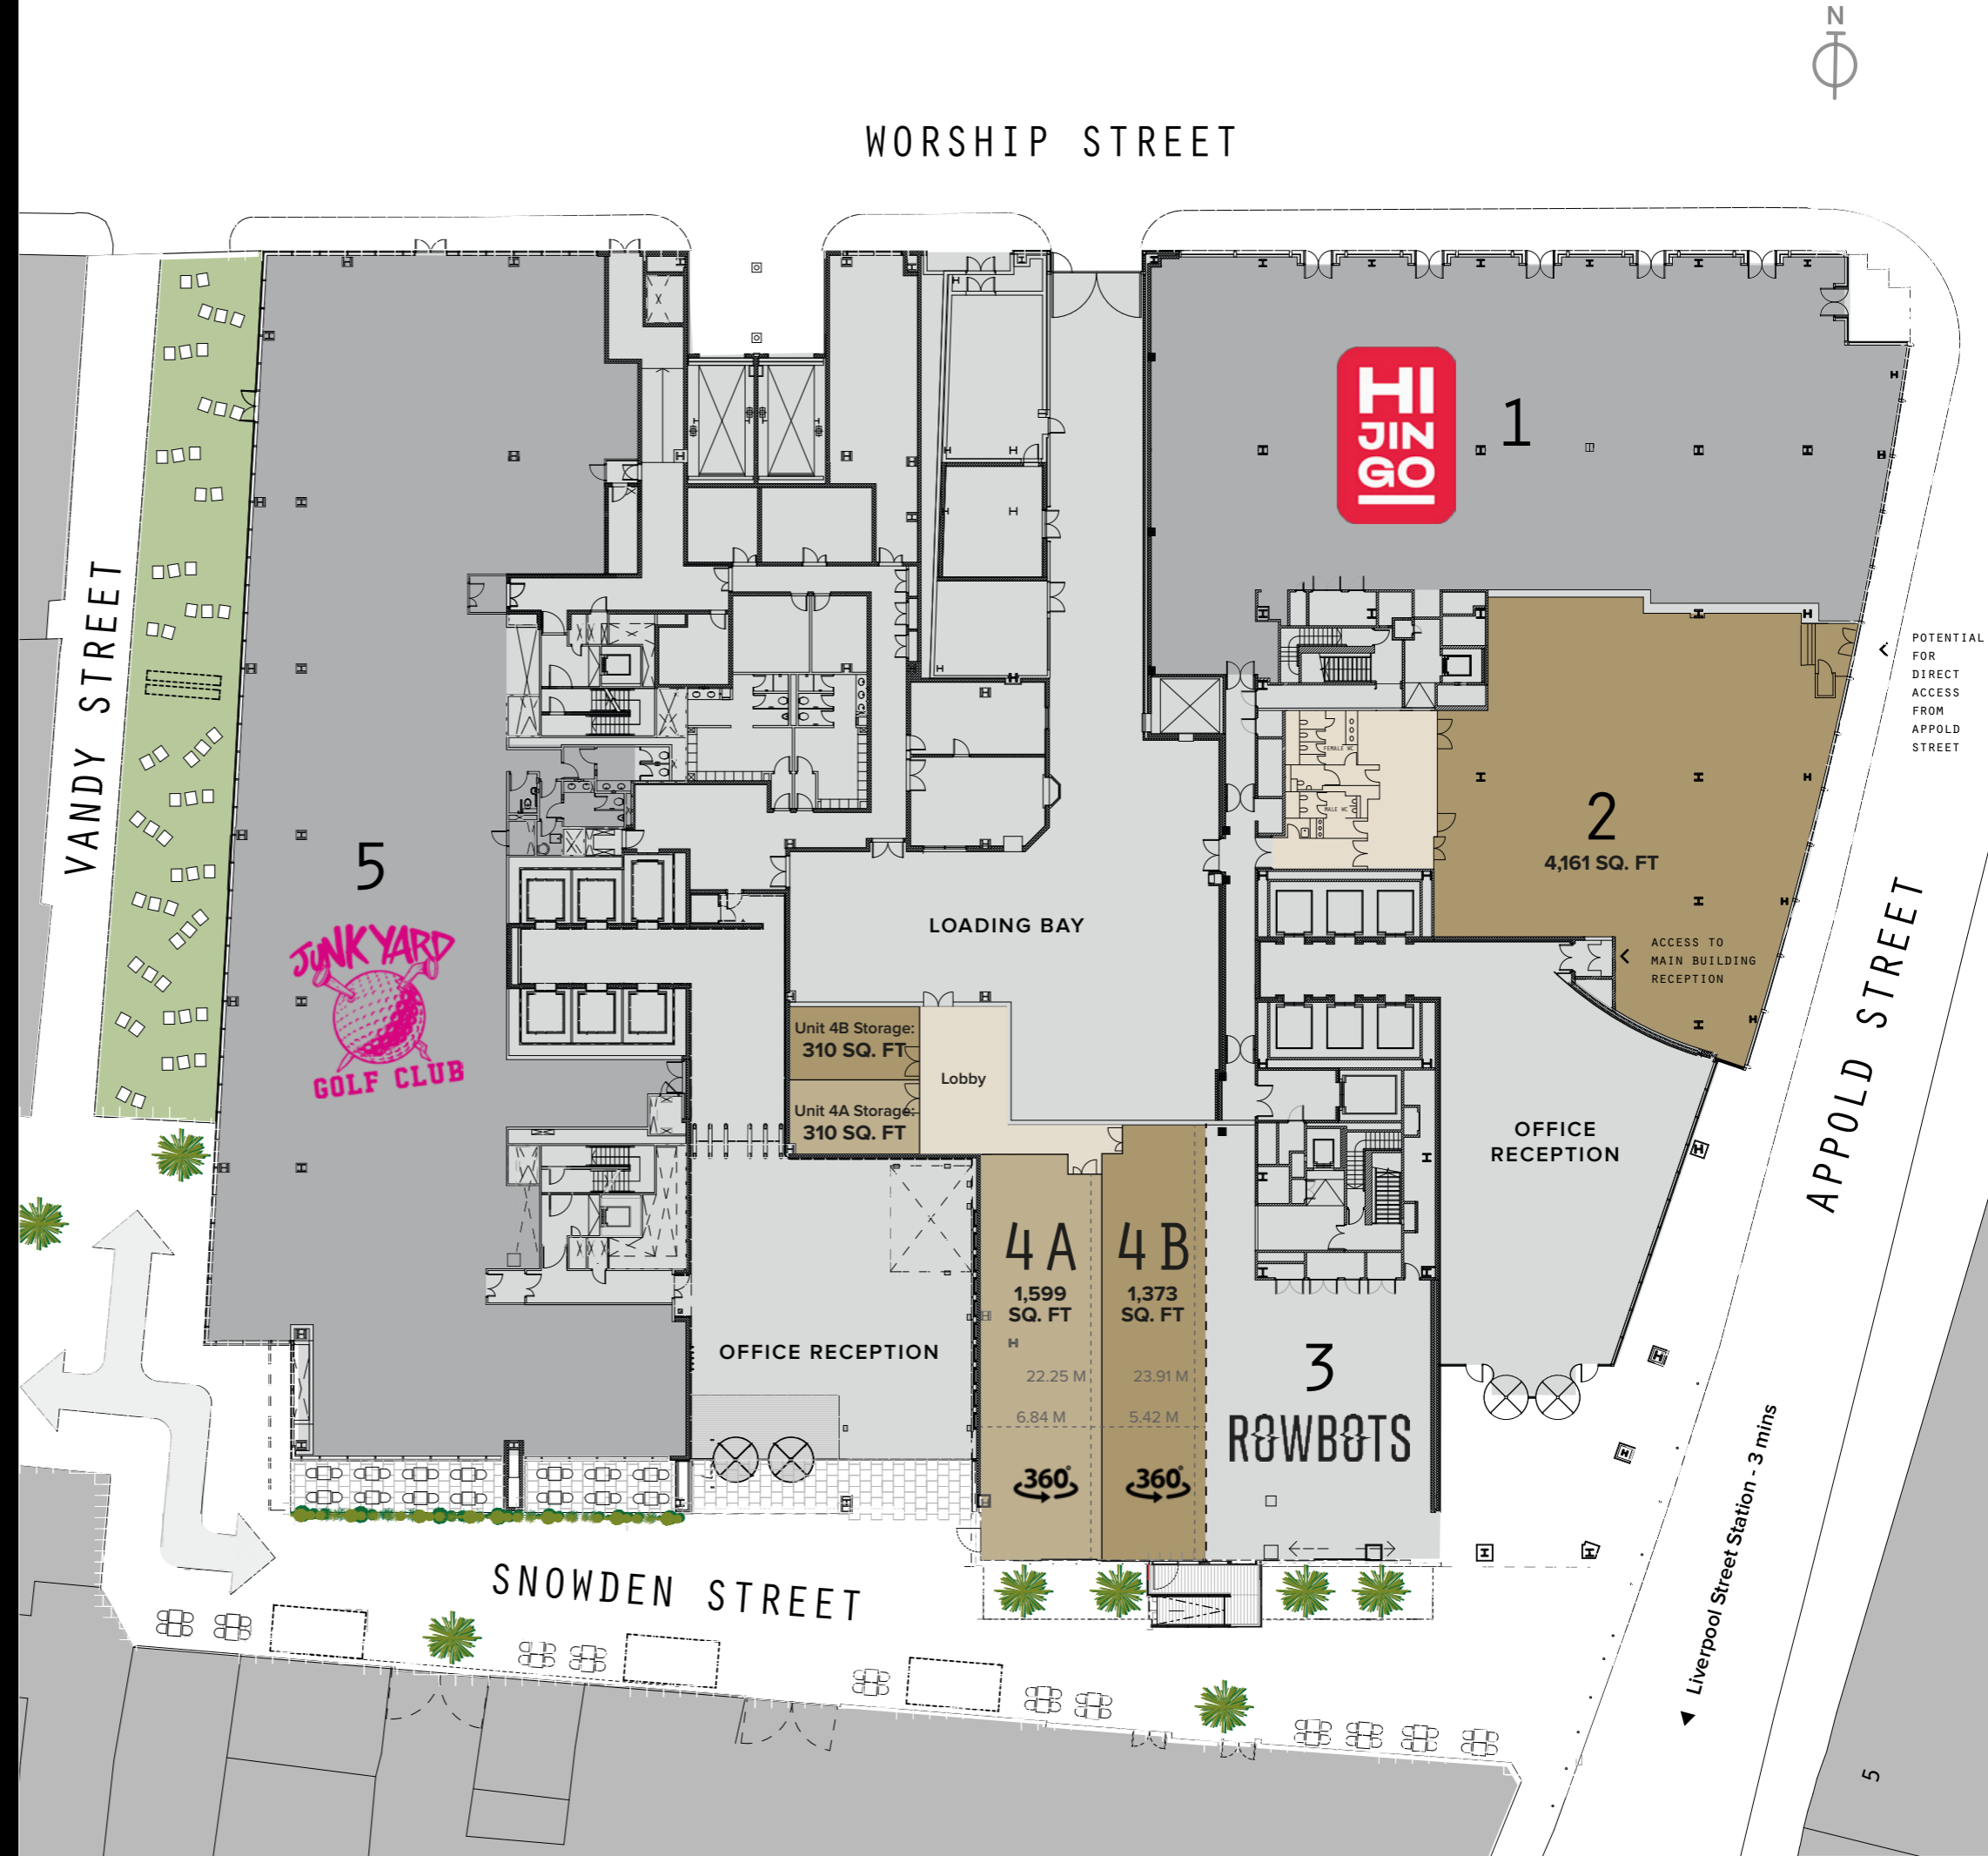 N
WORSHIP STREET
HI
JIN
GO
1
POTENTIAL
FOR
DIRECT
ACCESS
FROM
APPOLD
STREET
VANDY STREET
FEMALE WC
MALE WC
2
4,161 SQ. FT
5
JUNKYARD
GOLF CLUB
LOADING BAY
ACCESS TO
MAIN BUILDING
RECEPTION
APPOLD STREET
Unit 4B Storage:
310 SQ. FT
Lobby
Unit 4A Storage:
310 SQ. FT
OFFICE
RECEPTION
4A
1,599
SQ. FT
22.25 M
6.84 M
360°
4B
1,373
SQ. FT
23.91 M
5.42 M
360°
OFFICE RECEPTION
3
ROWBOTS
SNOWDEN STREET
Liverpool Street Station - 3 mins
5